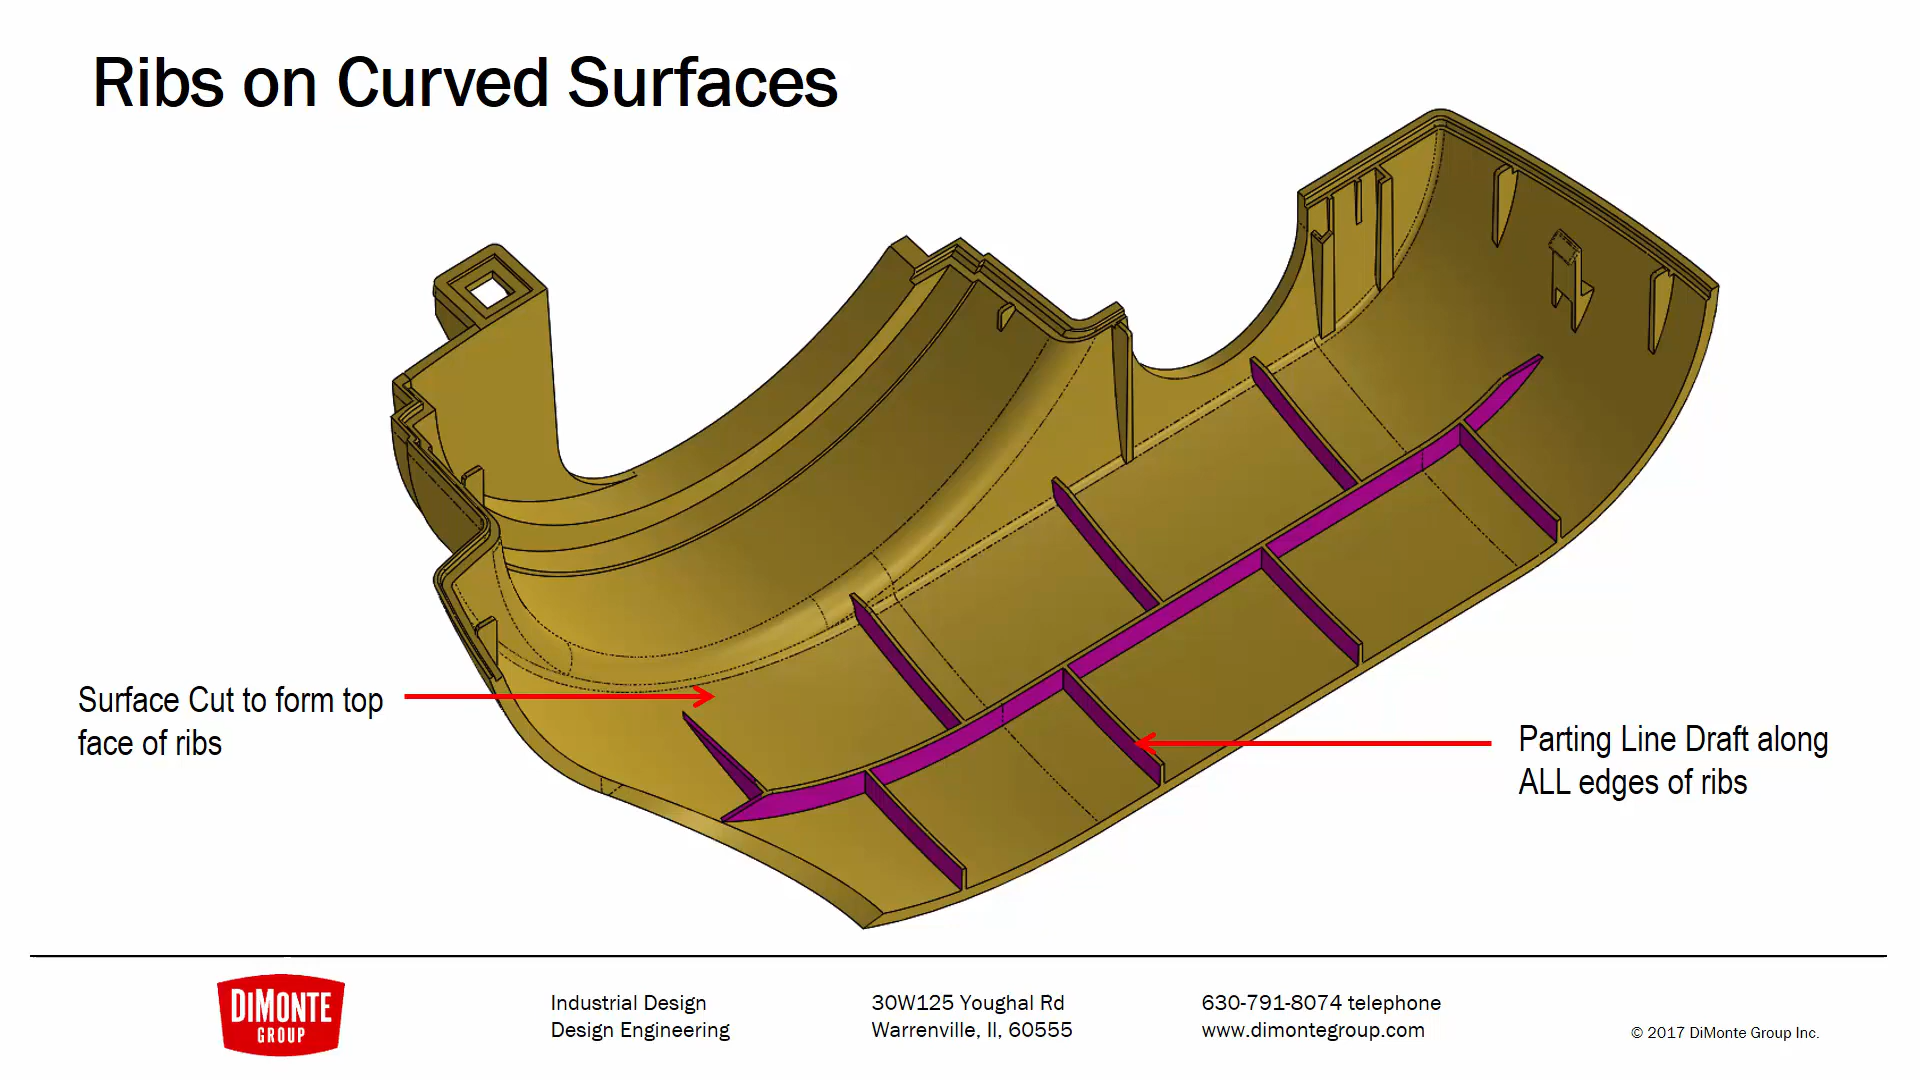 Ribs on Curved Surfaces
Surface Cut to form top
face of ribs
Parting Line Draft along
ALL edges of ribs
DIMONTE
GROUP
Industrial Design
Design Engineering
30W125 Youghal Rd
Warrenville, Il, 60555
630-791-8074 telephone
www.dimontegroup.com
© 2017 DiMonte Group Inc.